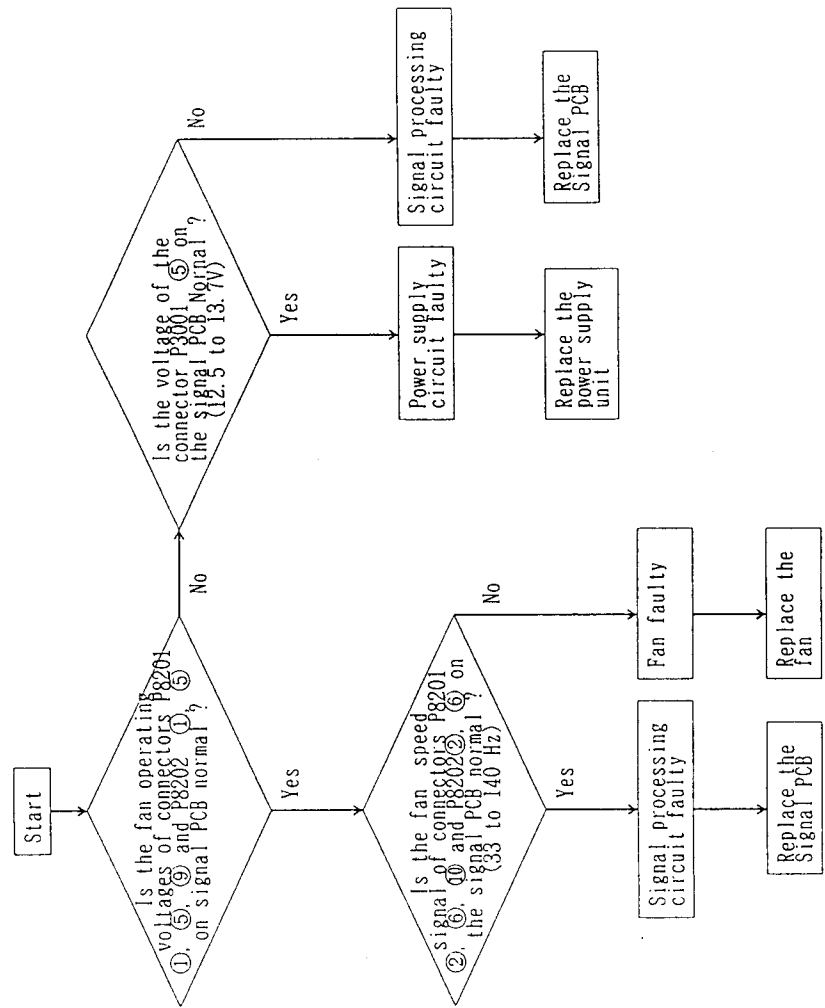 Start
Is the fan operating
voltages of connectors P8201
①, ⑤, ⑨ and P8202 ①, ⑤
on signal PCB normal ?
No
Yes
Is the voltage of the
connector P3001 ⑤ on
the signal PCB Normal ?
(12.5 to 13.7V)
No
Yes
Signal processing
circuit faulty
Replace the
Signal PCB
Power supply
circuit faulty
Replace the
power supply
unit
Is the fan speed
signal of connectors P8201
②, ⑥, ⑩ and P8202②, ⑥ on
the signal PCB normal ?
(33 to 140 Hz)
No
Yes
Fan faulty
Replace the
fan
Signal processing
circuit faulty
Replace the
Signal PCB